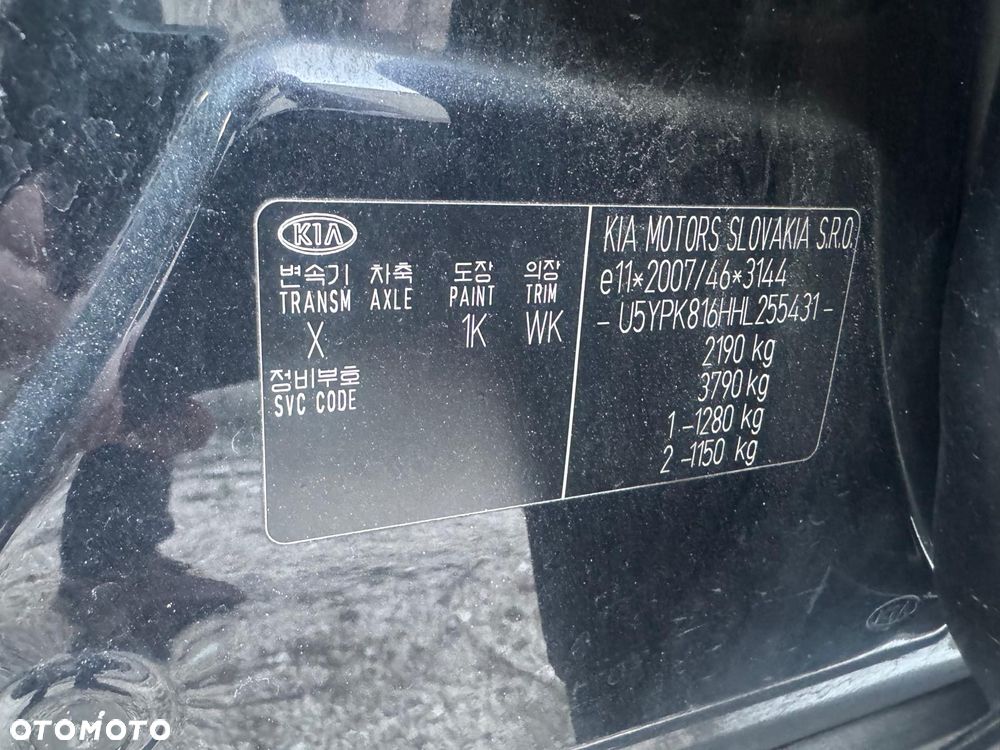 KIA
변속기 차축 도장 의장
TRANSM AXLE PAINT TRIM
X 1K WK
정비부호
SVC CODE
KIA MOTORS SLOVAKIA S.R.O.
e11*2007/46*3144
- U5YPK816HHL255431 -
2190 kg
3790 kg
1 -1280 kg
2 -1150 kg
KIA
OTOMOTO